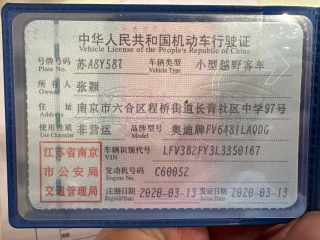 中华人民共和国机动车行驶证
Vehicle License of the People's Republic of China
号牌号码 苏A8Y58T 车辆类型 小型越野客车
Plate No. Vehicle Type
所有人 张颖
Owner
住址 南京市六合区程桥街道长青社区中学97号
Address
使用性质 非营运 品牌型号 奥迪牌FV6481LAQDG
Use Character Model
江苏省南京 车辆识别代号 LFV3B2FY3L3350167
VIN
市公安局 发动机号码 C60052
Engine No.
交通管理局 注册日期 2020-03-13 发证日期 2020-03-13
Register Date Issue Date